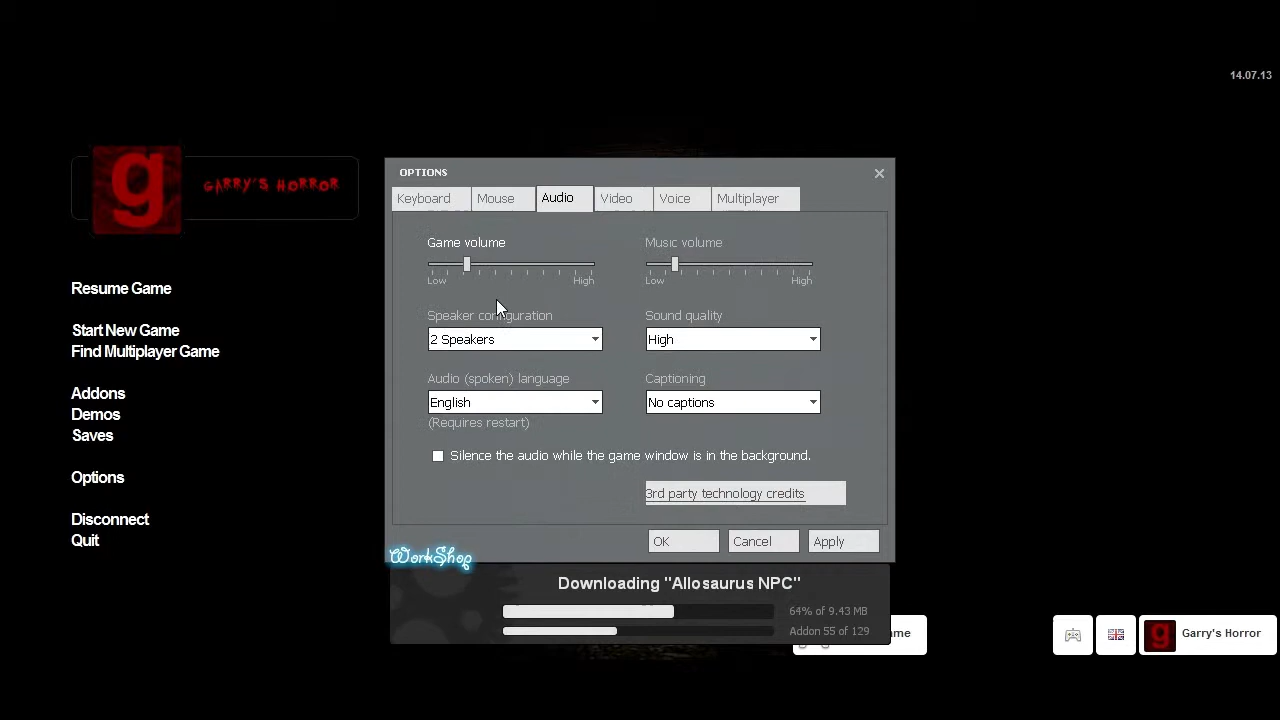 14.07.13
g GARRY'S HORROR
Resume Game
Start New Game
Find Multiplayer Game
Addons
Demos
Saves
Options
Disconnect
Quit
OPTIONS
Keyboard Mouse Audio Video Voice Multiplayer
Game volume Music volume
Low High Low High
Speaker configuration Sound quality
2 Speakers High
Audio (spoken) language Captioning
English No captions
(Requires restart)
Silence the audio while the game window is in the background.
3rd party technology credits
OK Cancel Apply
WorkShop
Downloading "Allosaurus NPC"
64% of 9.43 MB
Addon 55 of 129
g Garry's Horror